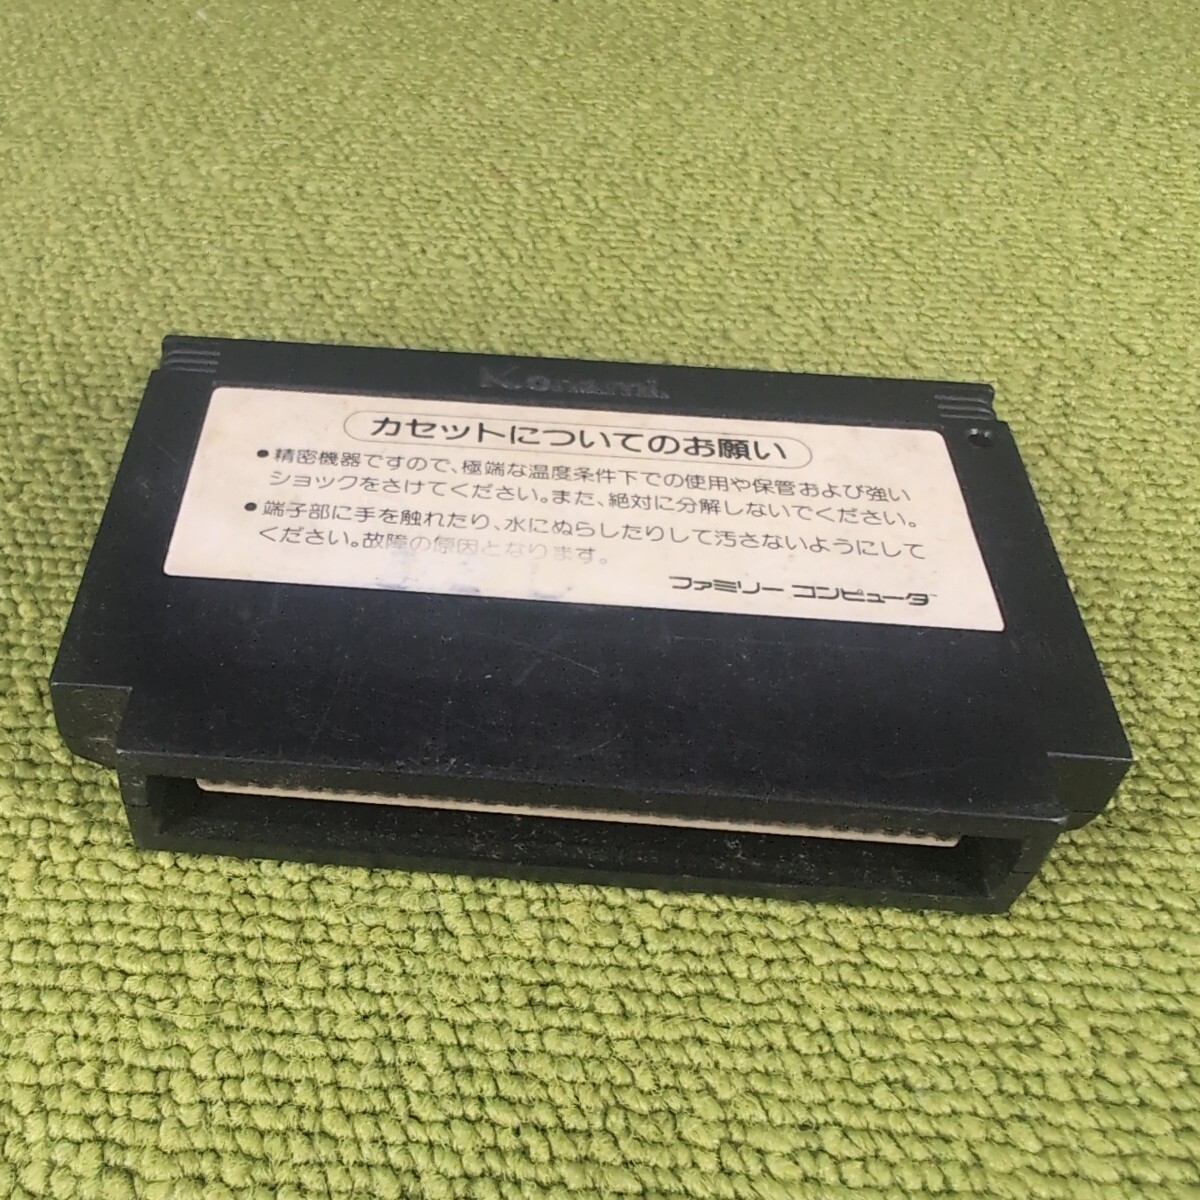 Konami
カセットについてのお願い
●精密機器ですので、極端な温度条件下での使用や保管および強い
ショックをさけてください。また、絶対に分解しないでください。
●端子部に手を触れたり、水にぬらしたりして汚さないようにして
ください。故障の原因となります。
ファミリー コンピュータ™